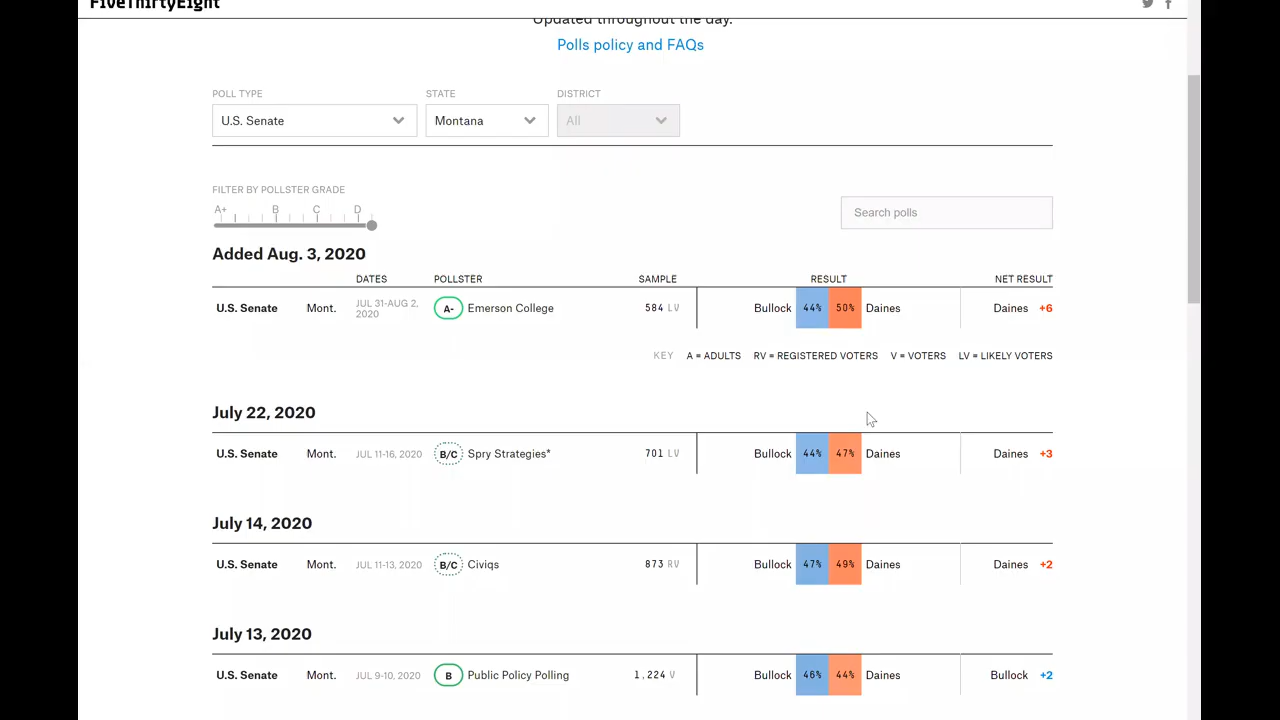 FiveThirtyEight
Updated throughout the day.
Polls policy and FAQs
POLL TYPE STATE DISTRICT
U.S. Senate Montana All
FILTER BY POLLSTER GRADE
A+ B C D
Search polls
Added Aug. 3, 2020
DATES POLLSTER SAMPLE RESULT NET RESULT
U.S. Senate Mont. JUL 31-AUG 2, 2020 A- Emerson College 584 LV Bullock 44% 50% Daines Daines +6
KEY A = ADULTS RV = REGISTERED VOTERS V = VOTERS LV = LIKELY VOTERS
July 22, 2020
U.S. Senate Mont. JUL 11-16, 2020 B/C Spry Strategies* 701 LV Bullock 44% 47% Daines Daines +3
July 14, 2020
U.S. Senate Mont. JUL 11-13, 2020 B/C Civiqs 873 RV Bullock 47% 49% Daines Daines +2
July 13, 2020
U.S. Senate Mont. JUL 9-10, 2020 B Public Policy Polling 1,224 V Bullock 46% 44% Daines Bullock +2